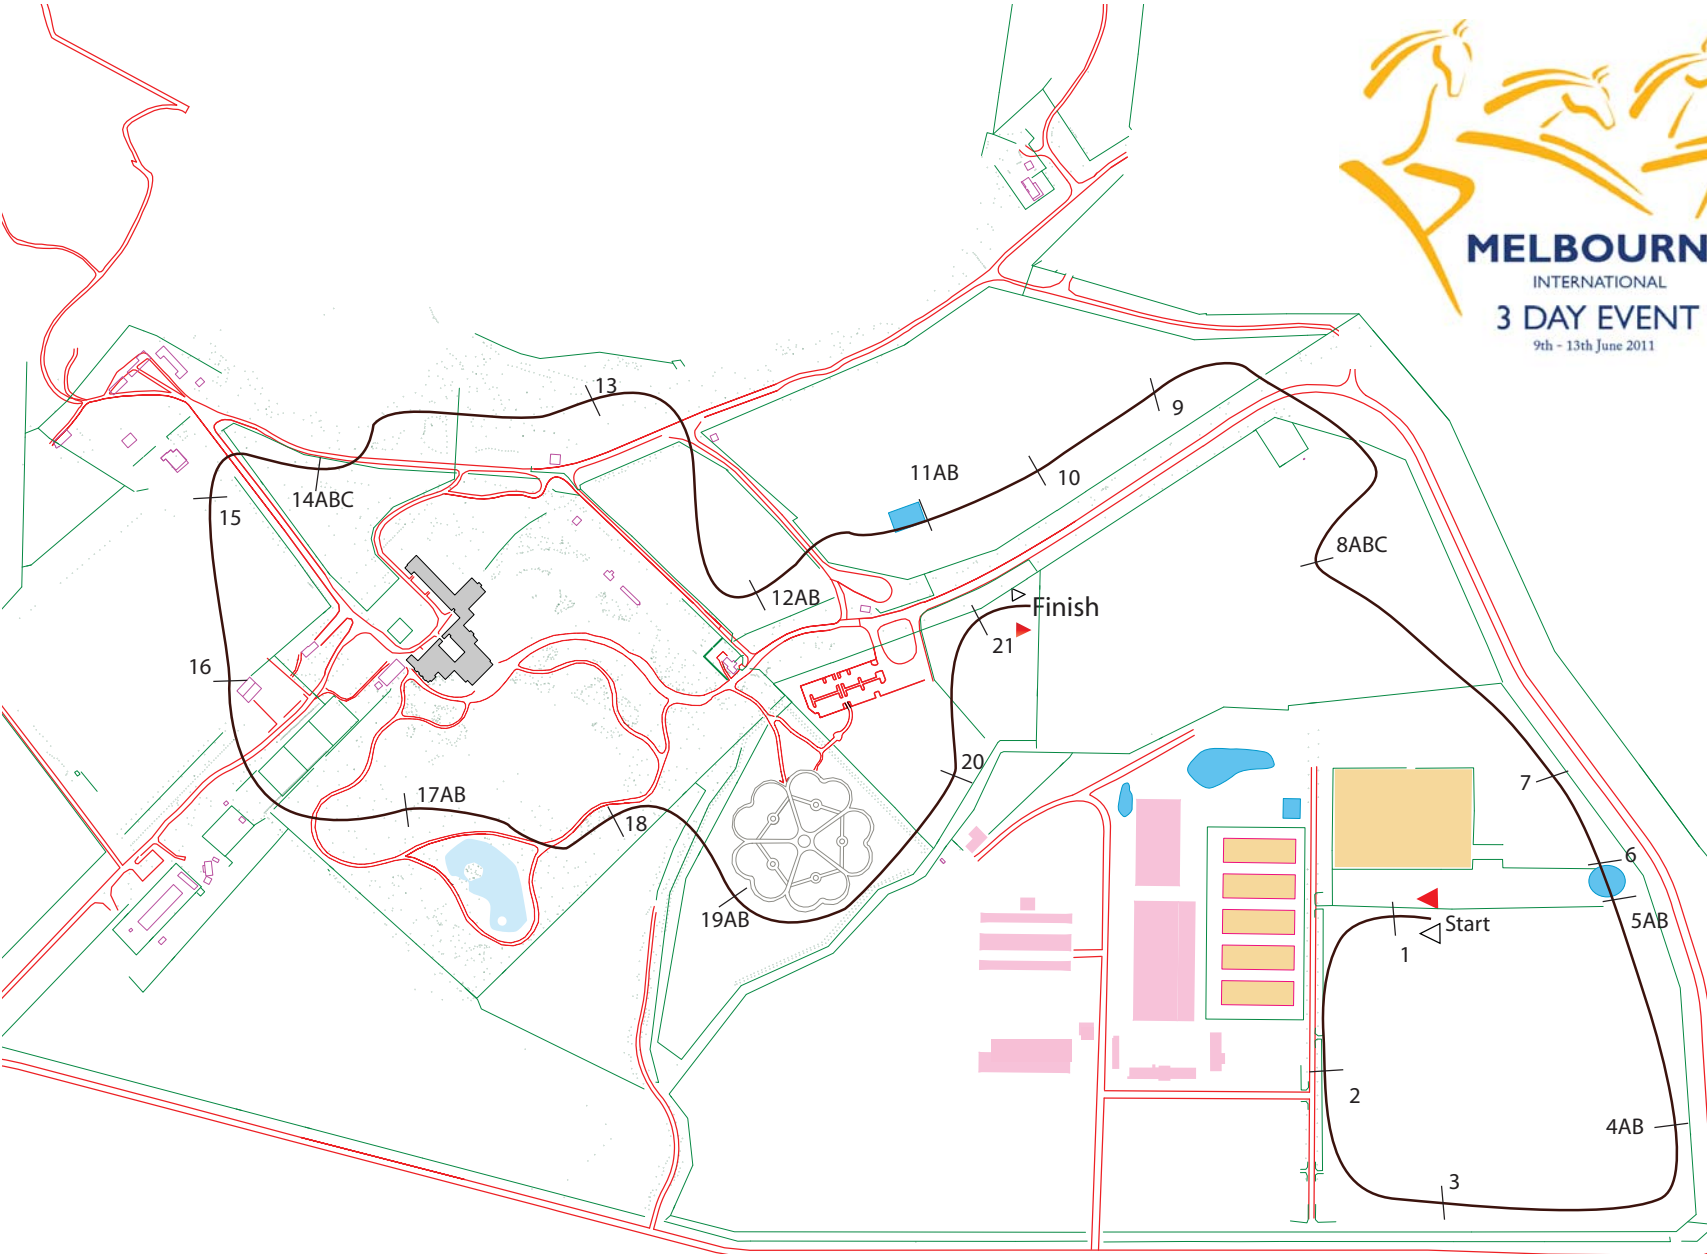 MELBOURN
INTERNATIONAL
3 DAY EVENT
9th - 13th June 2011
13
9
11AB
10
14ABC
15
8ABC
12AB
Finish
21
16
20
7
17AB
18
6
19AB
5AB
Start
1
2
4AB
3